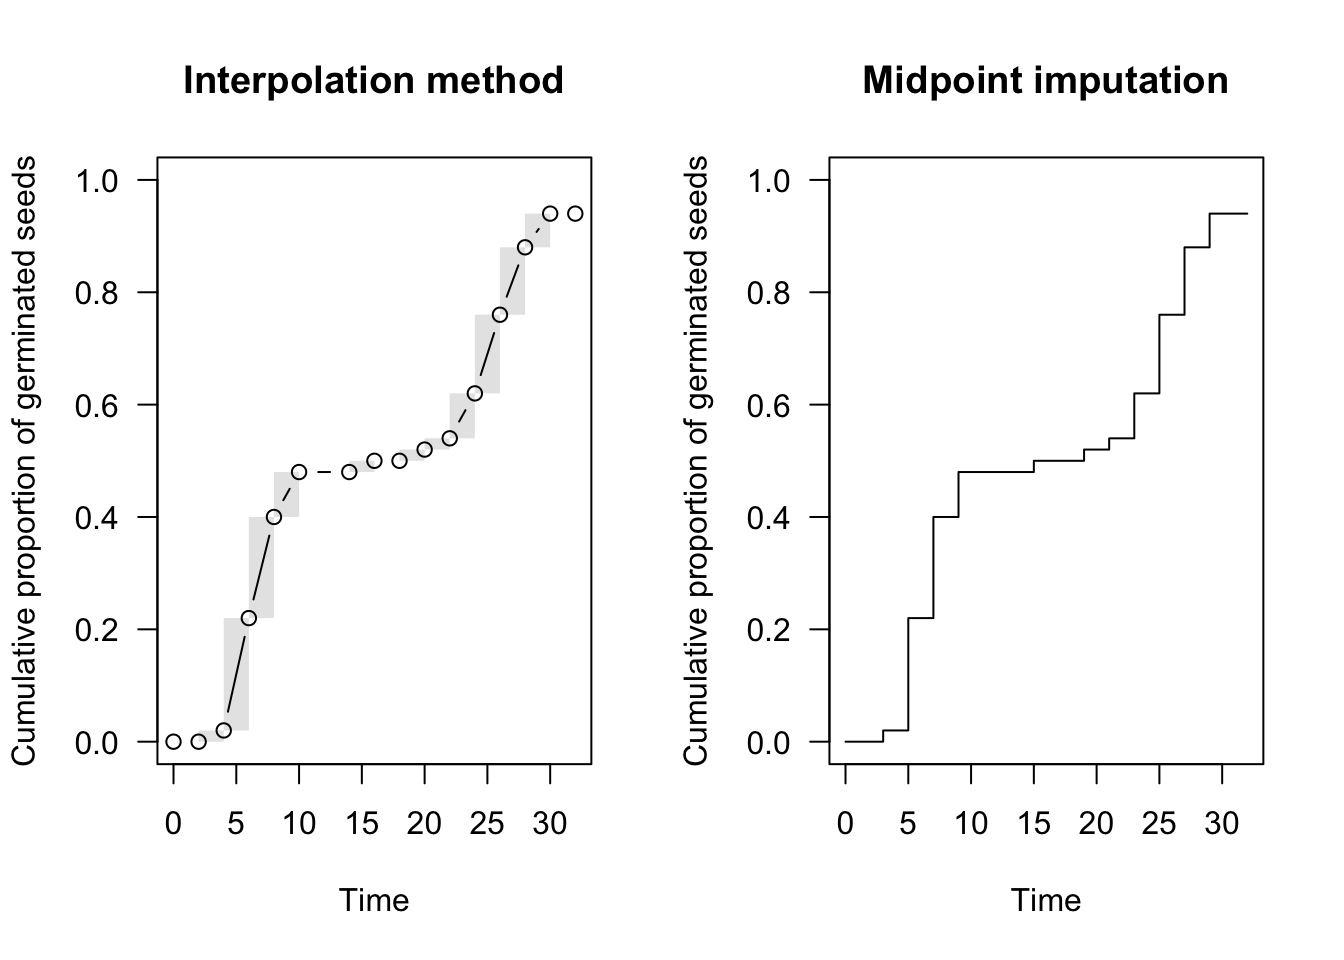 Interpolation method
Cumulative proportion of germinated seeds
1.0
0.8
0.6
0.4
0.2
0.0
0 5 10 15 20 25 30
Time
Midpoint imputation
Cumulative proportion of germinated seeds
1.0
0.8
0.6
0.4
0.2
0.0
0 5 10 15 20 25 30
Time